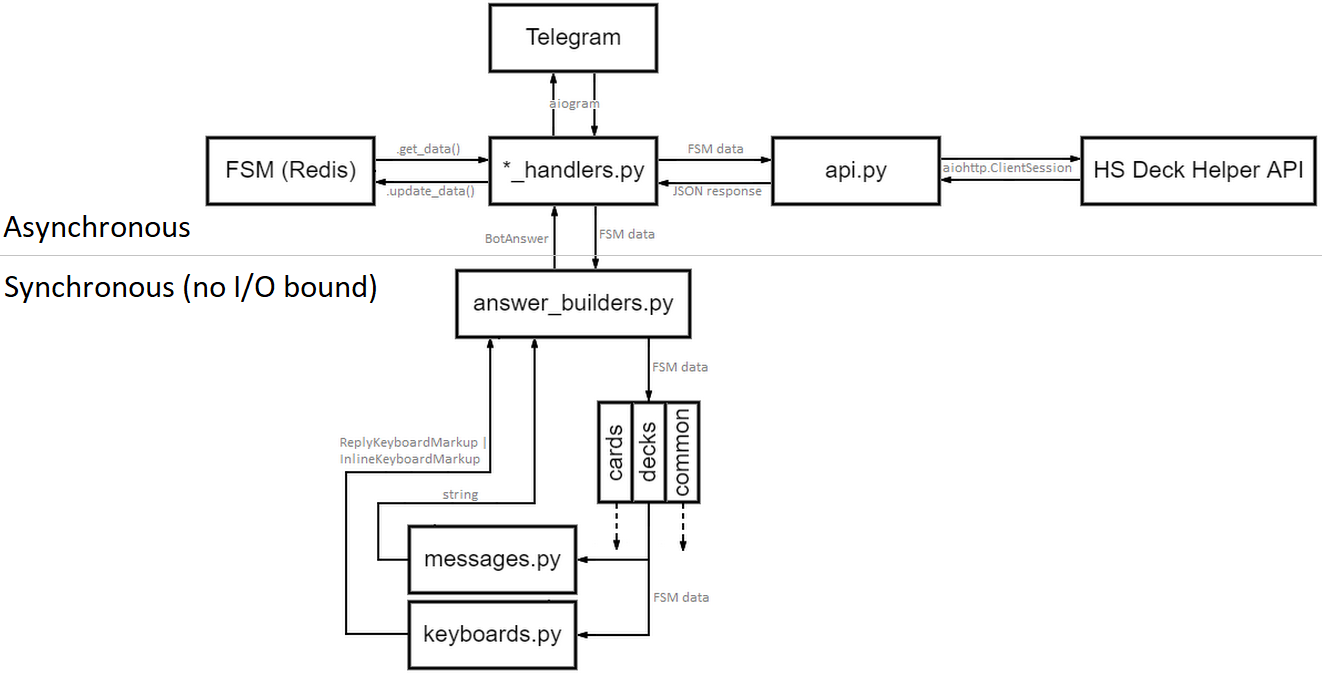 Telegram
aiogram
FSM (Redis)
.get_data()
.update_data()
*_handlers.py
FSM data
JSON response
api.py
aiohttp.ClientSession
HS Deck Helper API
Asynchronous
BotAnswer
FSM data
Synchronous (no I/O bound)
answer_builders.py
FSM data
cards
decks
common
ReplyKeyboardMarkup |
InlineKeyboardMarkup
string
messages.py
FSM data
keyboards.py